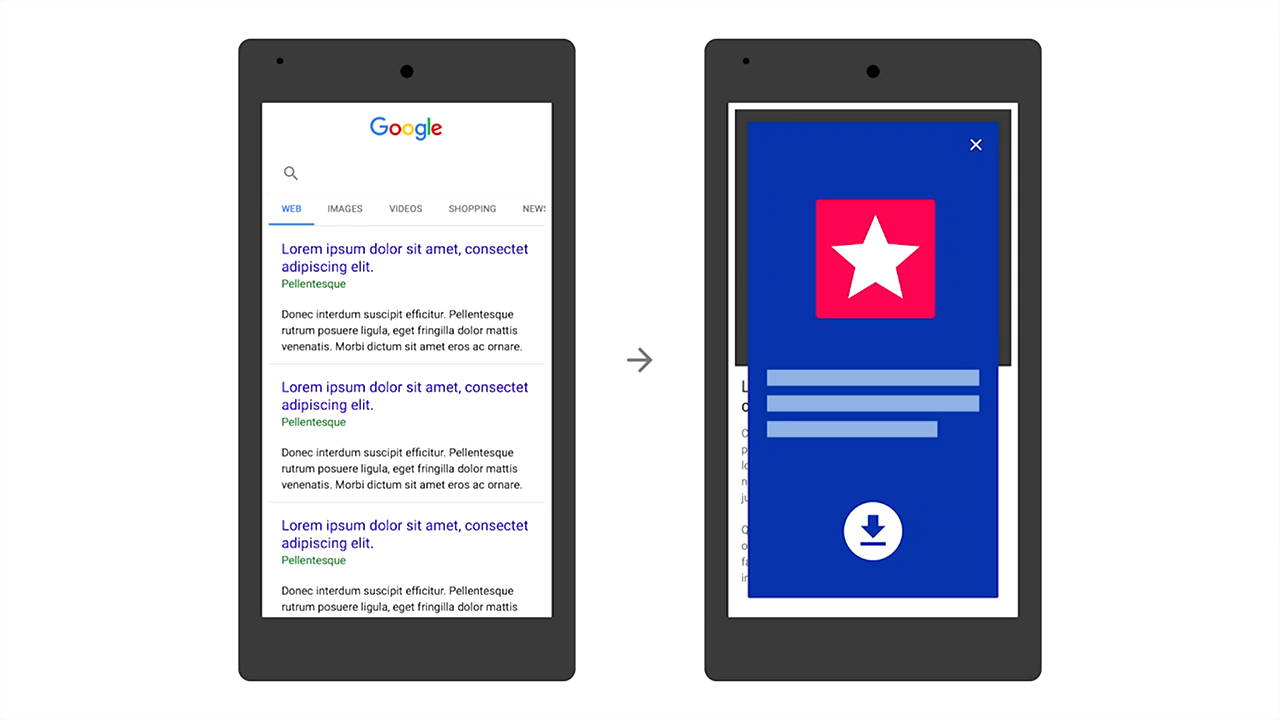 Google
WEB IMAGES VIDEOS SHOPPING NEWS
Lorem ipsum dolor sit amet, consectet
adipiscing elit.
Pellentesque
Donec interdum suscipit efficitur. Pellentesque
rutrum posuere ligula, eget fringilla dolor mattis
venenatis. Morbi dictum sit amet eros ac ornare.
Lorem ipsum dolor sit amet, consectet
adipiscing elit.
Pellentesque
Donec interdum suscipit efficitur. Pellentesque
rutrum posuere ligula, eget fringilla dolor mattis
venenatis. Morbi dictum sit amet eros ac ornare.
Lorem ipsum dolor sit amet, consectet
adipiscing elit.
Pellentesque
Donec interdum suscipit efficitur. Pellentesque
rutrum posuere ligula, eget fringilla dolor mattis